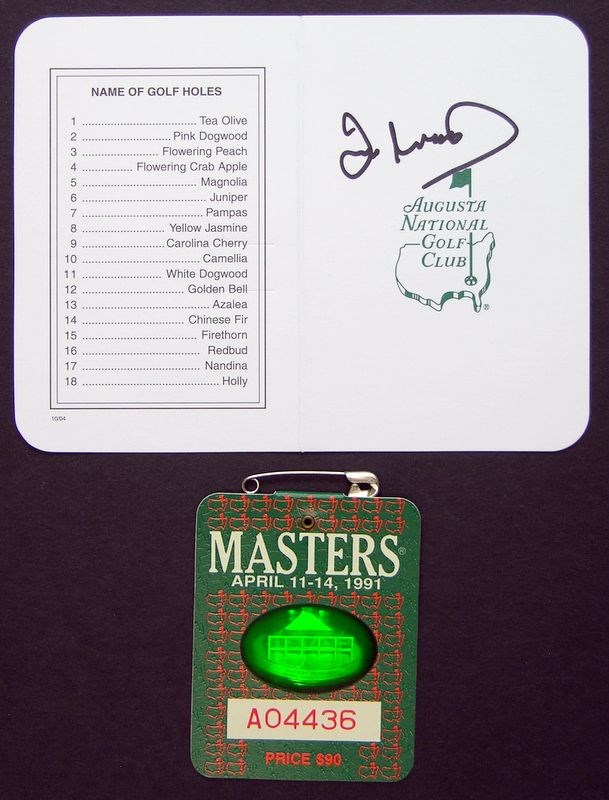 NAME OF GOLF HOLES
1 .................................... Tea Olive
2 ............................ Pink Dogwood
3 ............................ Flowering Peach
4 ................ Flowering Crab Apple
5 ...................................... Magnolia
6 ........................................ Juniper
7 ....................................... Pampas
8 .......................... Yellow Jasmine
9 .......................... Carolina Cherry
10 ...................................... Camellia
11 .......................... White Dogwood
12 ................................. Golden Bell
13 .......................................... Azalea
14 ................................. Chinese Fir
15 ...................................... Firethorn
16 ...................................... Redbud
17 ....................................... Nandina
18 ............................................ Holly
10/04
AUGUSTA
NATIONAL
GOLF
CLUB
®
MASTERS®
APRIL 11-14, 1991
A04436
PRICE $90